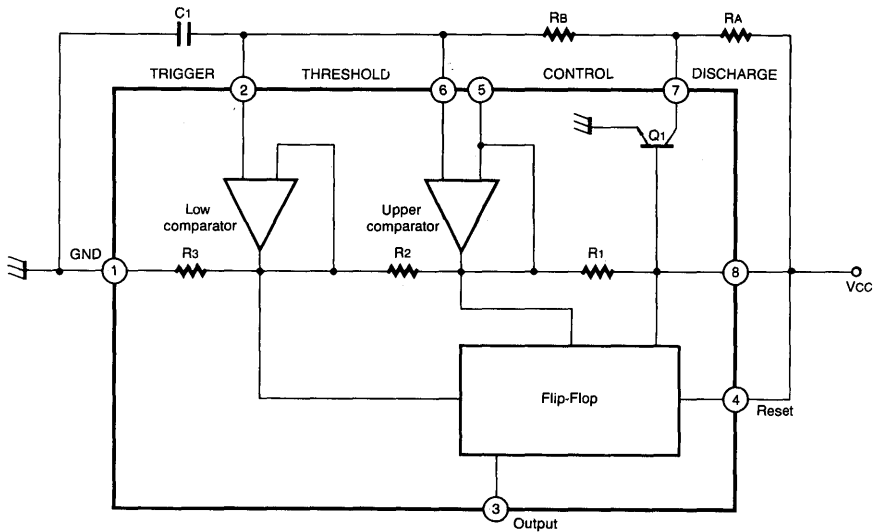 C1
RB
RA
TRIGGER
THRESHOLD
CONTROL
DISCHARGE
2
6
5
7
Q1
Low
comparator
Upper
comparator
GND
R3
R2
R1
1
8
VCC
Flip-Flop
4
Reset
3
Output